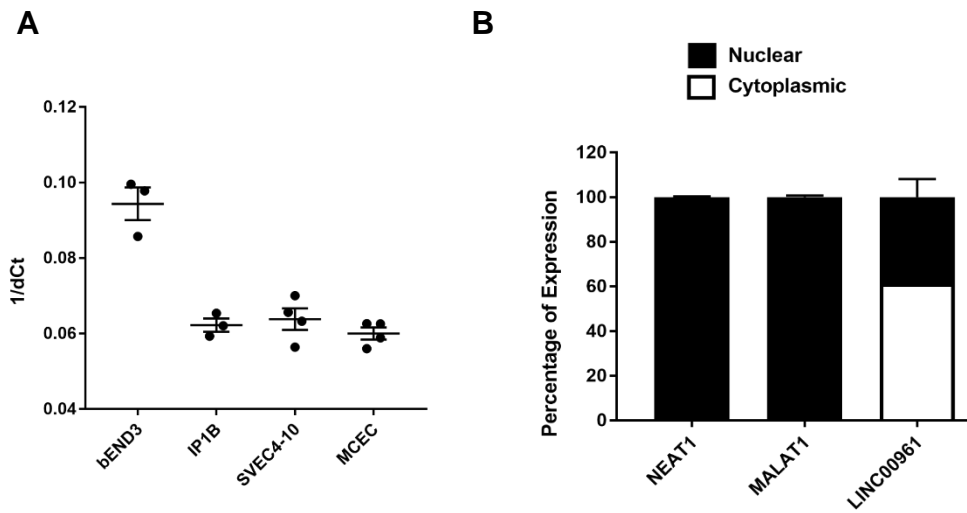 A
1/dCt
0.12
0.10
0.08
0.06
0.04
bEND3
IP1B
SVEC4-10
MCEC
B
Nuclear
Cytoplasmic
Percentage of Expression
120
100
80
60
40
20
0
NEAT1
MALAT1
LINC00961